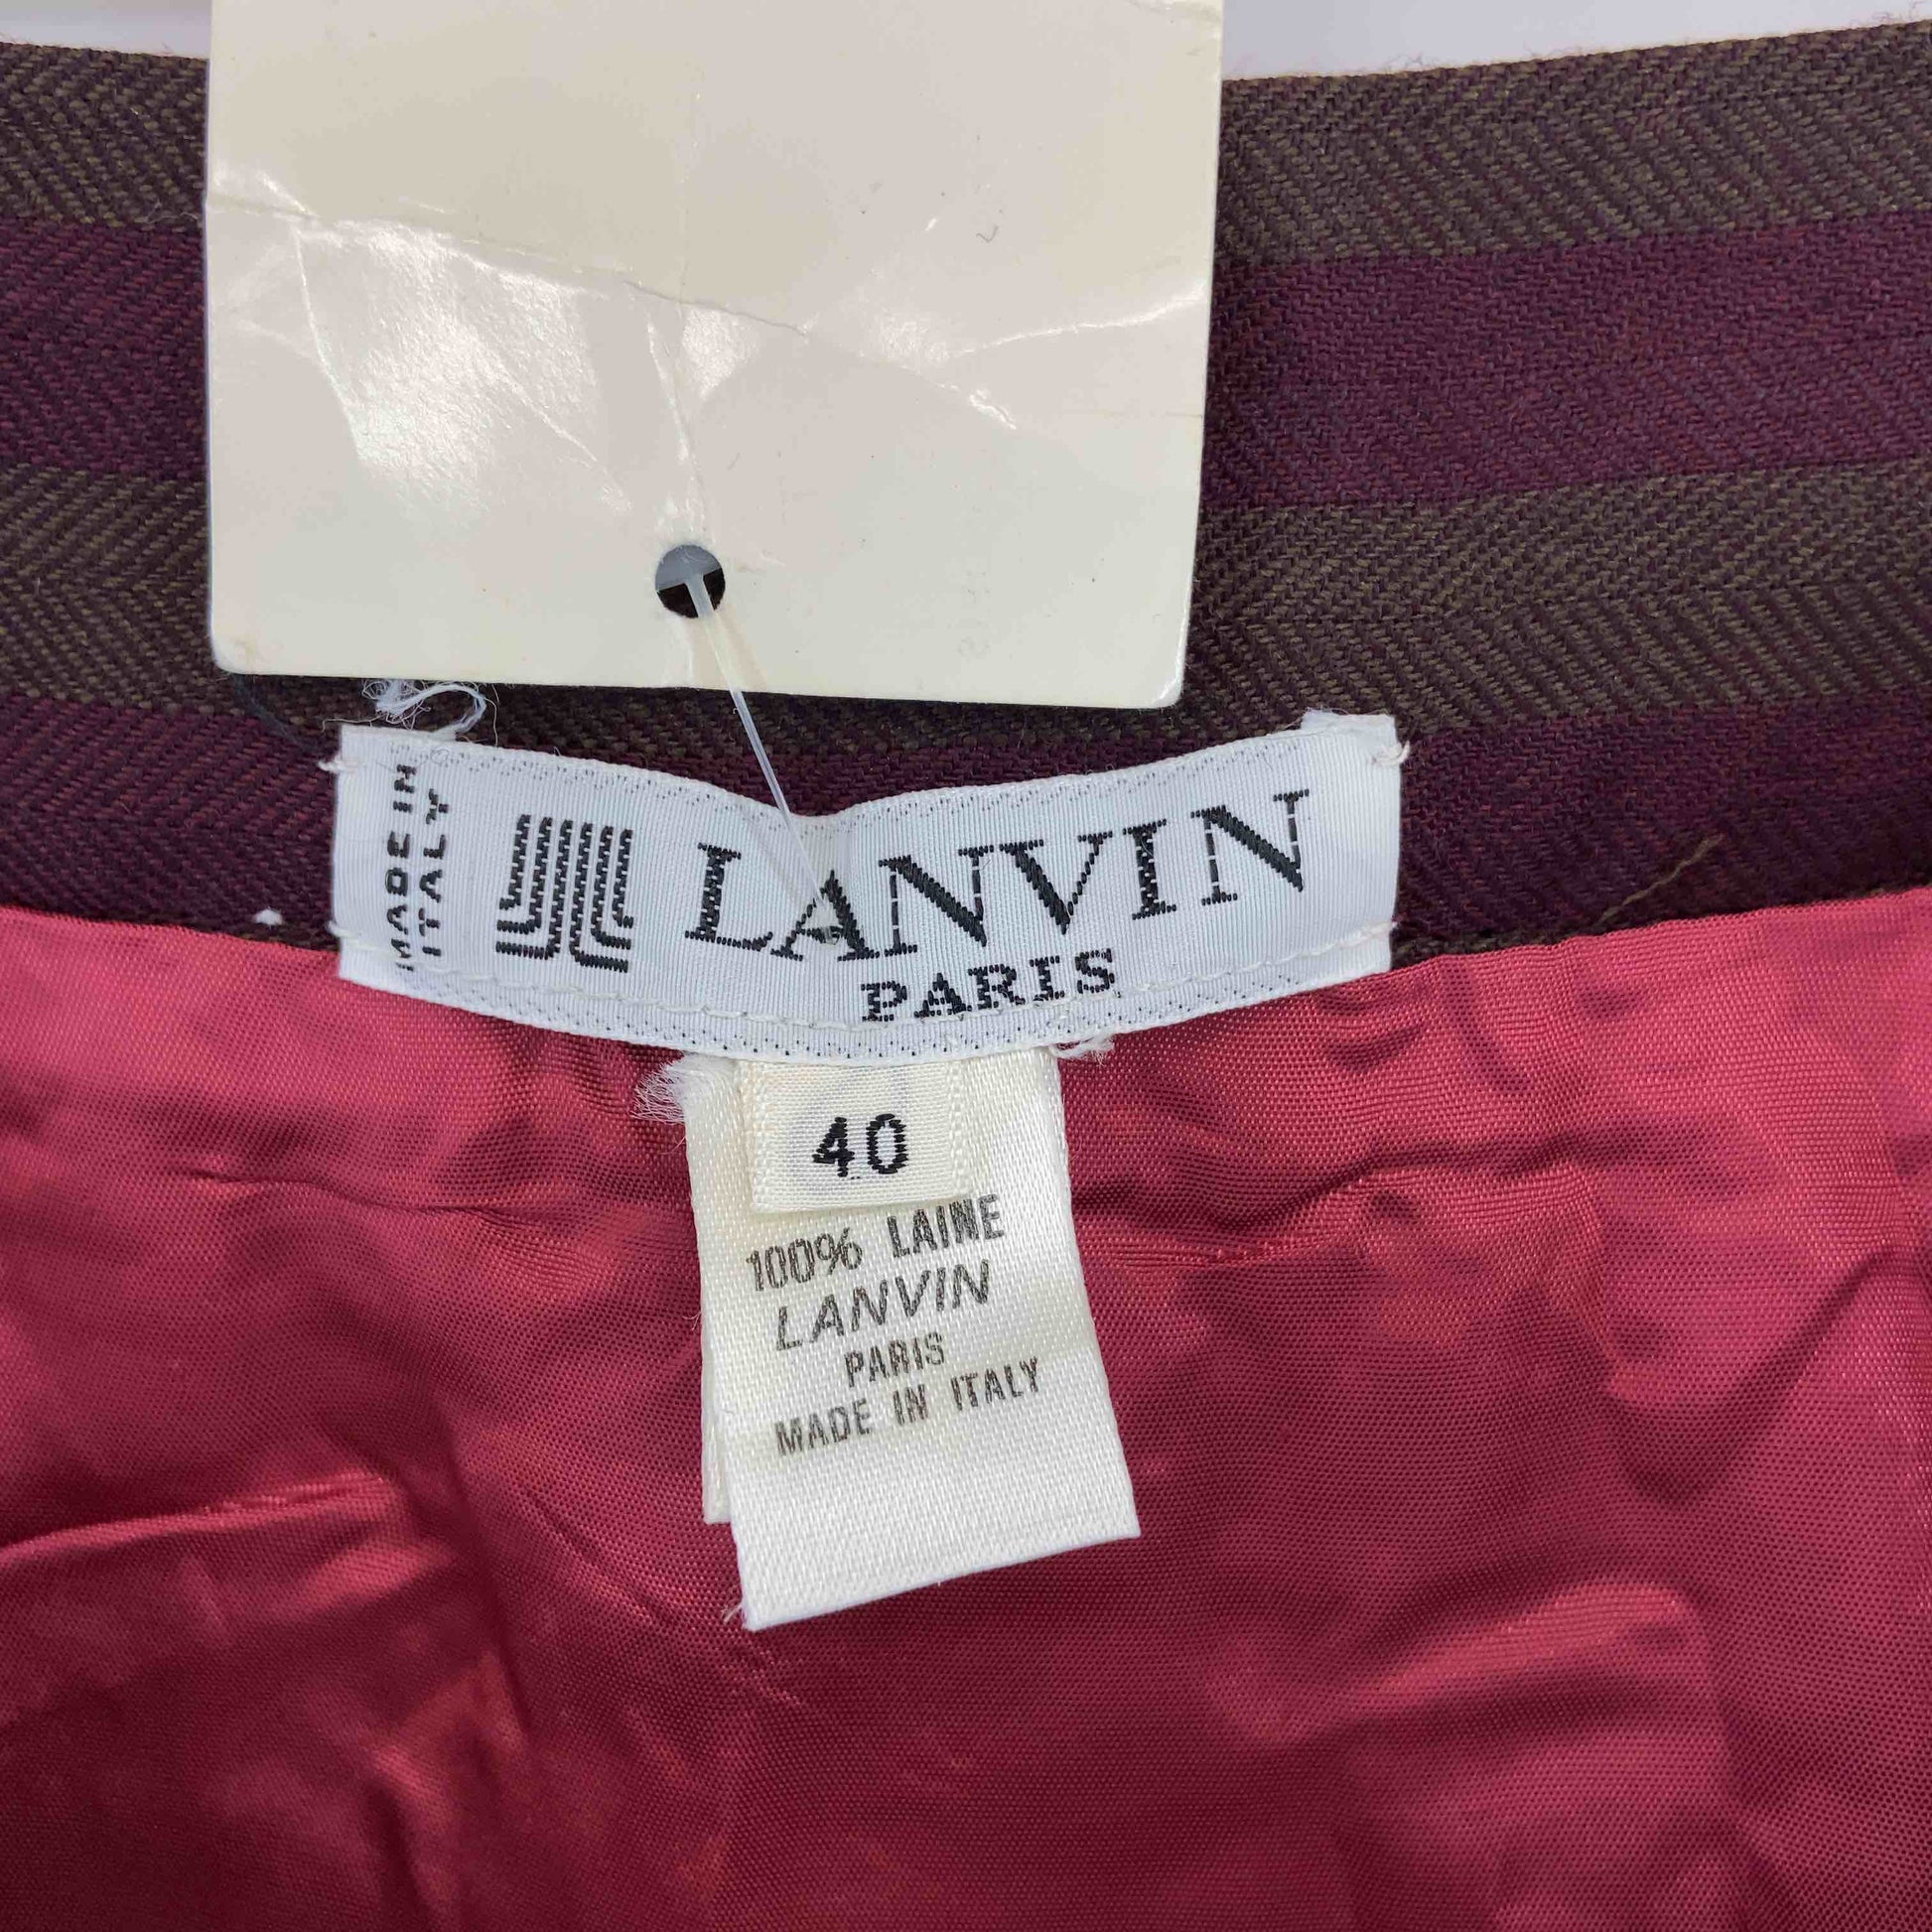 MADE IN
ITALY
LANVIN
PARIS
40
100% LAINE
LANVIN
PARIS
MADE IN ITALY